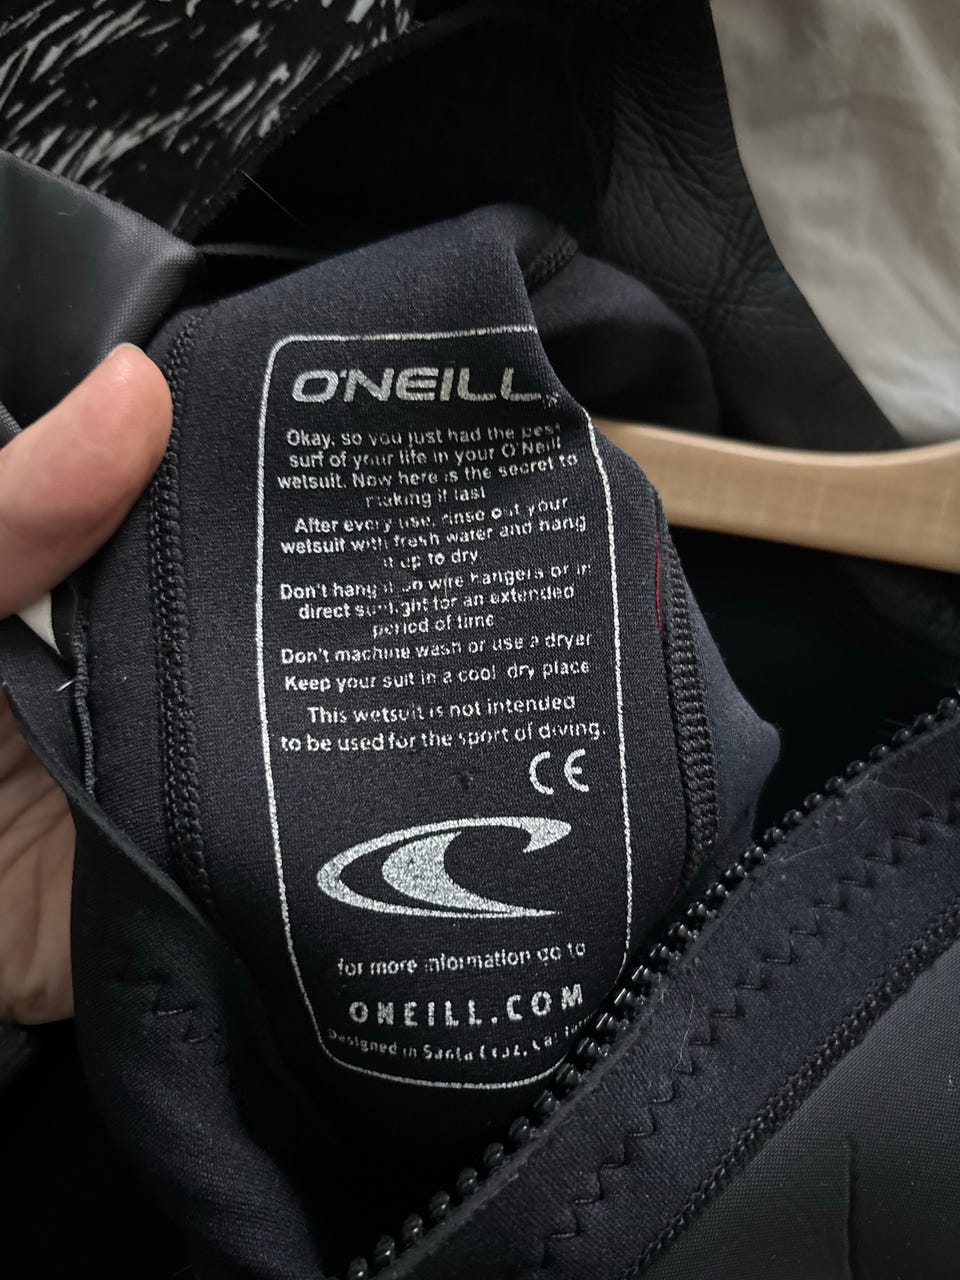 O'NEILL
Okay, so you just had the best
surf of your life in your O'Neill
wetsuit. Now here is the secret to
making it last
After every use, rinse out your
wetsuit with fresh water and hang
it up to dry
Don't hang it on wire hangers or in
direct sunlight for an extended
period of time
Don't machine wash or use a dryer
Keep your suit in a cool dry place
This wetsuit is not intended
to be used for the sport of diving.
CE
for more information go to
ONEILL.COM
Designed in Santa Cruz,